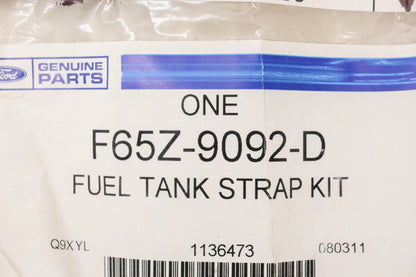 Ford
GENUINE
PARTS
ONE
F65Z-9092-D
FUEL TANK STRAP KIT
Q9XYL 1136473 080311